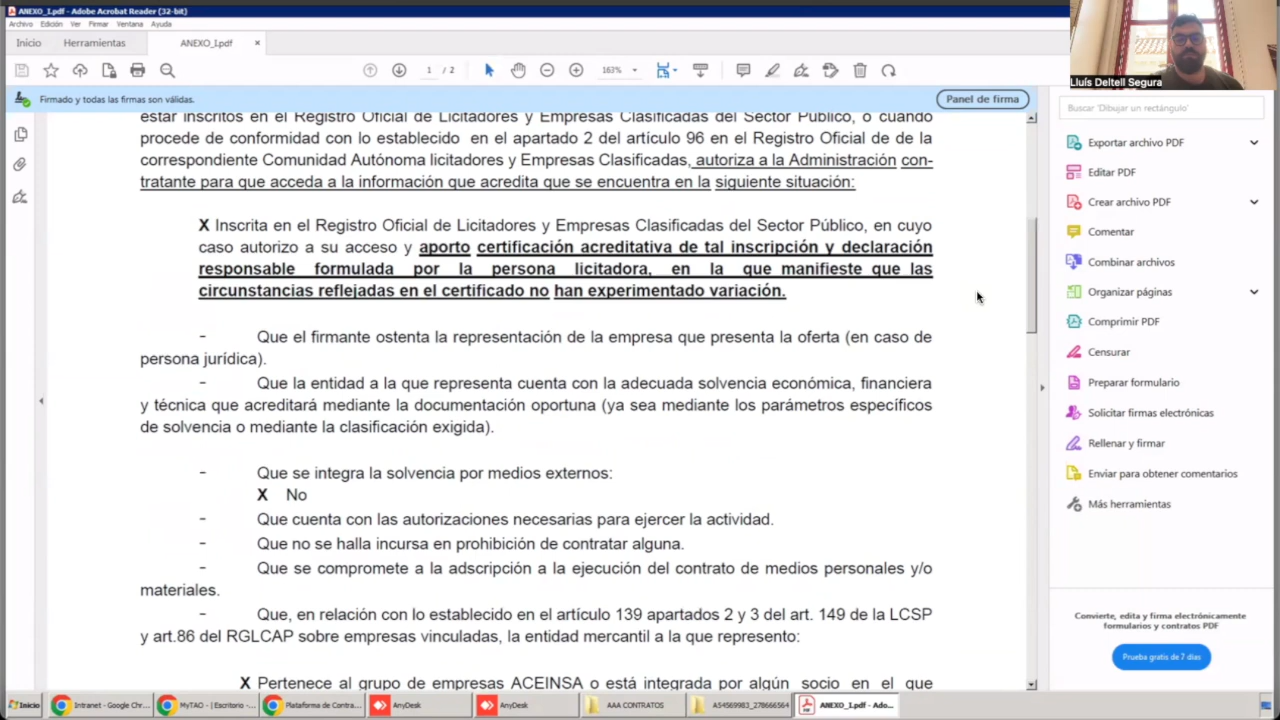 ANEXO_I.pdf - Adobe Acrobat Reader (32-bit)
Archivo Edición Ver Firmar Ventana Ayuda
Inicio Herramientas ANEXO_I.pdf ×
1 / 2 163%
Firmado y todas las firmas son válidas. Panel de firma
Lluís Deltell Segura
estar inscritos en el Registro Oficial de Licitadores y Empresas Clasificadas del Sector Público, o cuando
procede de conformidad con lo establecido en el apartado 2 del artículo 96 en el Registro Oficial de de la
correspondiente Comunidad Autónoma licitadores y Empresas Clasificadas, autoriza a la Administración con-
tratante para que acceda a la información que acredita que se encuentra en la siguiente situación:
X Inscrita en el Registro Oficial de Licitadores y Empresas Clasificadas del Sector Público, en cuyo
caso autorizo a su acceso y aporto certificación acreditativa de tal inscripción y declaración
responsable formulada por la persona licitadora, en la que manifieste que las
circunstancias reflejadas en el certificado no han experimentado variación.
- Que el firmante ostenta la representación de la empresa que presenta la oferta (en caso de
persona jurídica).
- Que la entidad a la que representa cuenta con la adecuada solvencia económica, financiera
y técnica que acreditará mediante la documentación oportuna (ya sea mediante los parámetros específicos
de solvencia o mediante la clasificación exigida).
- Que se integra la solvencia por medios externos:
X No
- Que cuenta con las autorizaciones necesarias para ejercer la actividad.
- Que no se halla incursa en prohibición de contratar alguna.
- Que se compromete a la adscripción a la ejecución del contrato de medios personales y/o
materiales.
- Que, en relación con lo establecido en el artículo 139 apartados 2 y 3 del art. 149 de la LCSP
y art.86 del RGLCAP sobre empresas vinculadas, la entidad mercantil a la que represento:
X Pertenece al grupo de empresas ACEINSA o está integrada por algún socio en el que
Buscar 'Dibujar un rectángulo'
Exportar archivo PDF
Editar PDF
Crear archivo PDF
Comentar
Combinar archivos
Organizar páginas
Comprimir PDF
Censurar
Preparar formulario
Solicitar firmas electrónicas
Rellenar y firmar
Enviar para obtener comentarios
Más herramientas
Convierte, edita y firma electrónicamente
formularios y contratos PDF
Prueba gratis de 7 días
Inicio Intranet - Google Chr... MyTAO - | Escritorio -... Plataforma de Contra... AnyDesk AnyDesk AAA CONTRATOS A54569983_278666564 ANEXO_I.pdf - Ado...